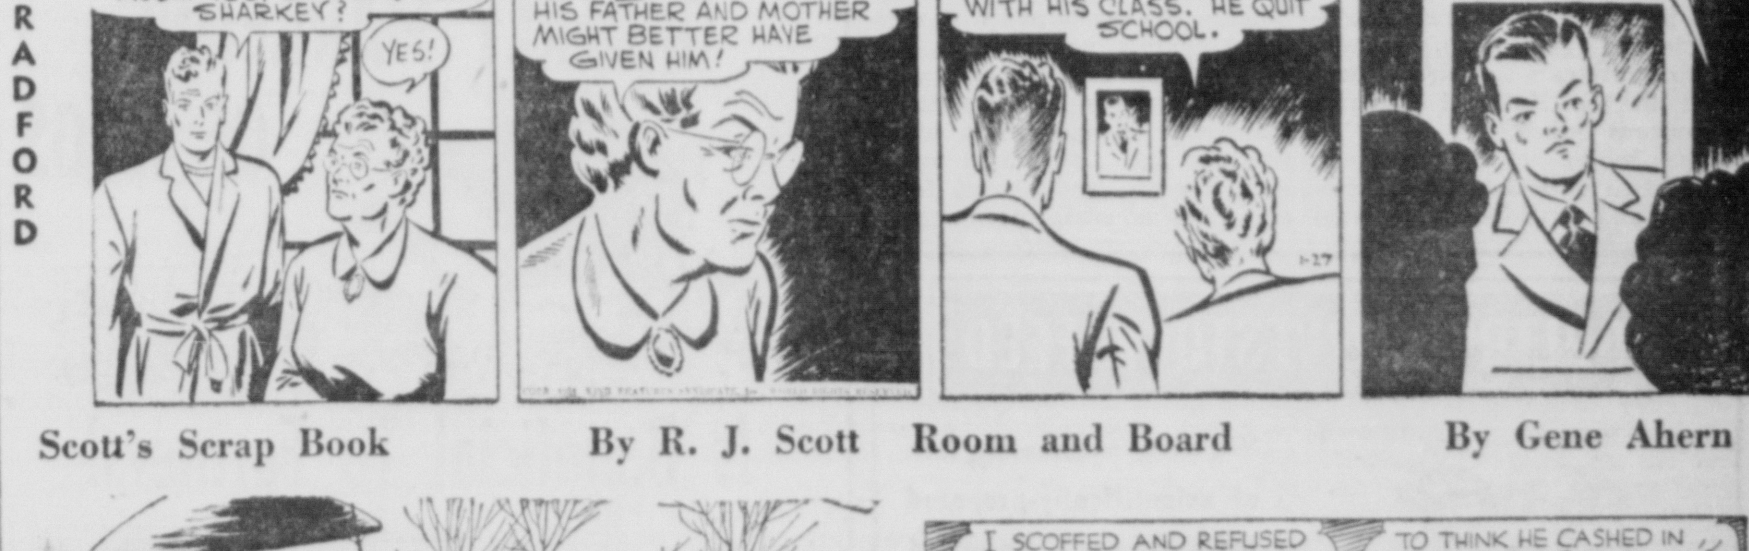 RADFORD
SHARKEY?
YES!
HIS FATHER AND MOTHER
MIGHT BETTER HAVE
GIVEN HIM!
WITH HIS CLASS. HE QUIT
SCHOOL.
1-27
Scott's Scrap Book
By R. J. Scott
Room and Board
By Gene Ahern
I SCOFFED AND REFUSED
TO THINK HE CASHED IN